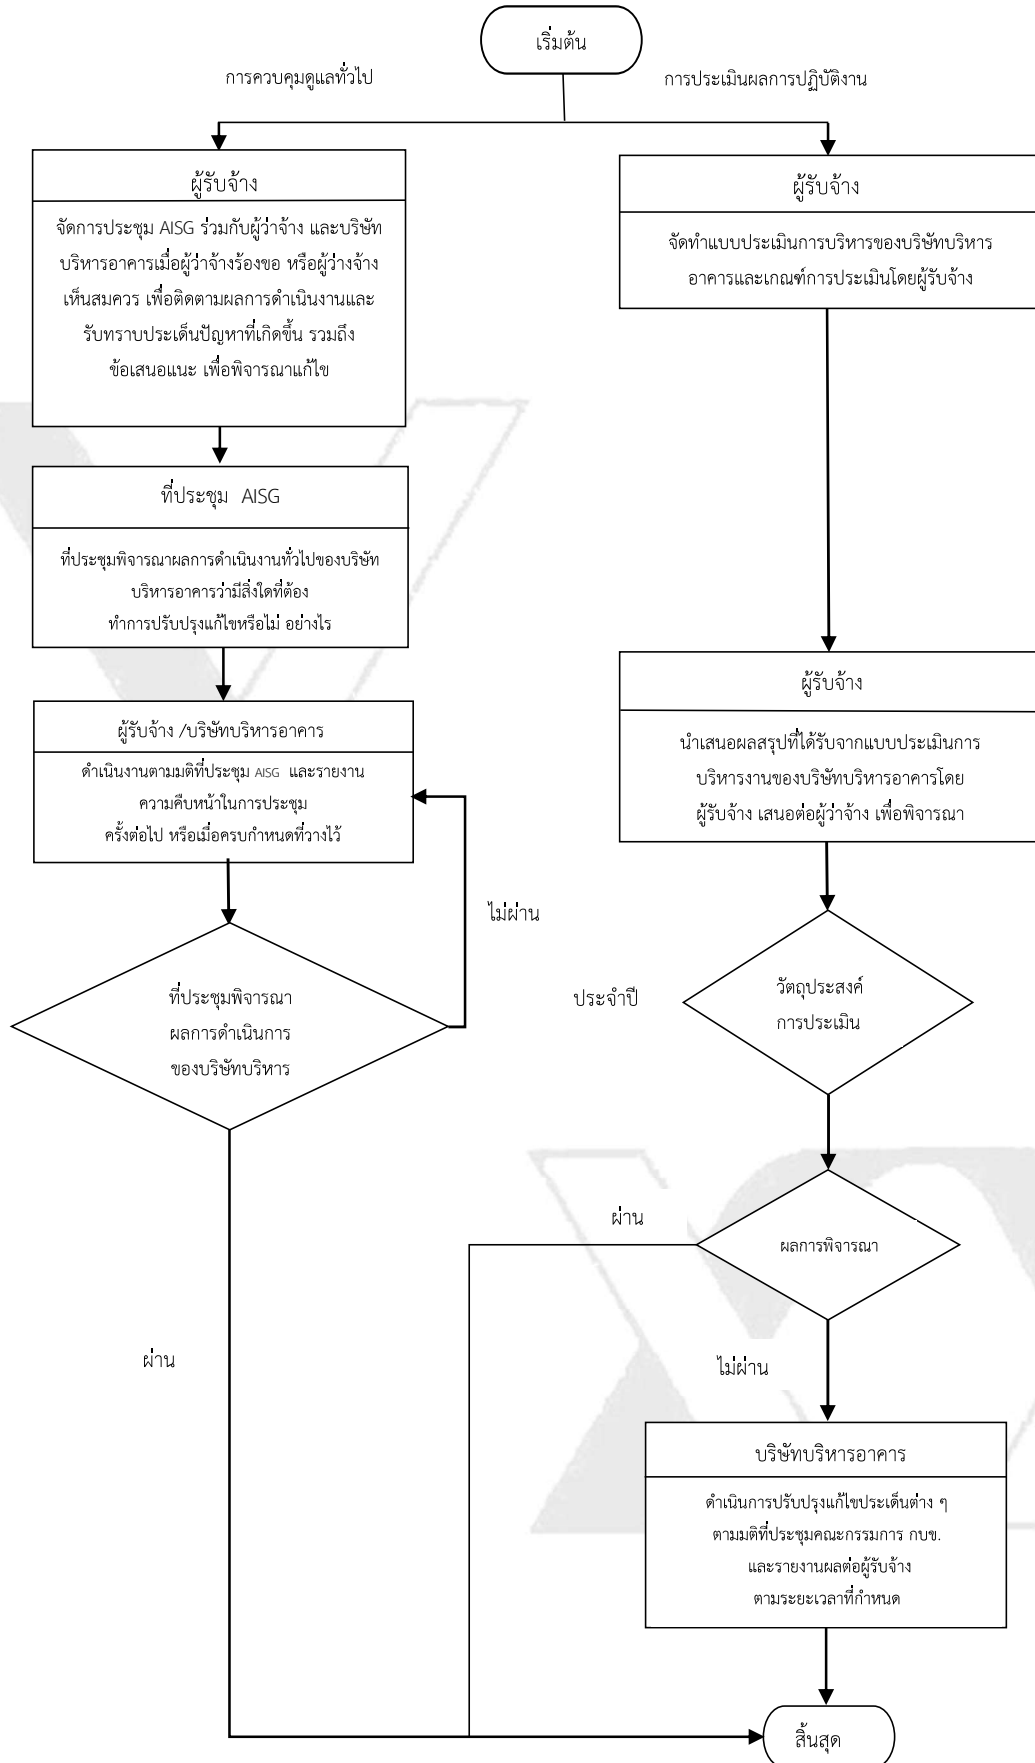 เริ่มต้น
การควบคุมดูแลทั่วไป
การประเมินผลการปฏิบัติงาน
ผู้รับจ้าง
จัดการประชุม AISG ร่วมกับผู้ว่าจ้าง และบริษัท
บริหารอาคารเมื่อผู้ว่าจ้างร้องขอ หรือผู้ว่างจ้าง
เห็นสมควร เพื่อติดตามผลการดำเนินงานและ
รับทราบประเด็นปัญหาที่เกิดขึ้น รวมถึง
ข้อเสนอแนะ เพื่อพิจารณาแก้ไข
ที่ประชุม AISG
ที่ประชุมพิจารณาผลการดำเนินงานทั่วไปของบริษัท
บริหารอาคารว่ามีสิ่งใดที่ต้อง
ทำการปรับปรุงแก้ไขหรือไม่ อย่างไร
ผู้รับจ้าง /บริษัทบริหารอาคาร
ดำเนินงานตามมติที่ประชุม AISG และรายงาน
ความคืบหน้าในการประชุม
ครั้งต่อไป หรือเมื่อครบกำหนดที่วางไว้
ไม่ผ่าน
ที่ประชุมพิจารณา
ผลการดำเนินการ
ของบริษัทบริหาร
ผ่าน
ผู้รับจ้าง
จัดทำแบบประเมินการบริหารของบริษัทบริหาร
อาคารและเกณฑ์การประเมินโดยผู้รับจ้าง
ผู้รับจ้าง
นำเสนอผลสรุปที่ได้รับจากแบบประเมินการ
บริหารงานของบริษัทบริหารอาคารโดย
ผู้รับจ้าง เสนอต่อผู้ว่าจ้าง เพื่อพิจารณา
ประจำปี
วัตถุประสงค์
การประเมิน
ผ่าน
ผลการพิจารณา
ไม่ผ่าน
บริษัทบริหารอาคาร
ดำเนินการปรับปรุงแก้ไขประเด็นต่าง ๆ
ตามมติที่ประชุมคณะกรรมการ กบข.
และรายงานผลต่อผู้รับจ้าง
ตามระยะเวลาที่กำหนด
สิ้นสุด